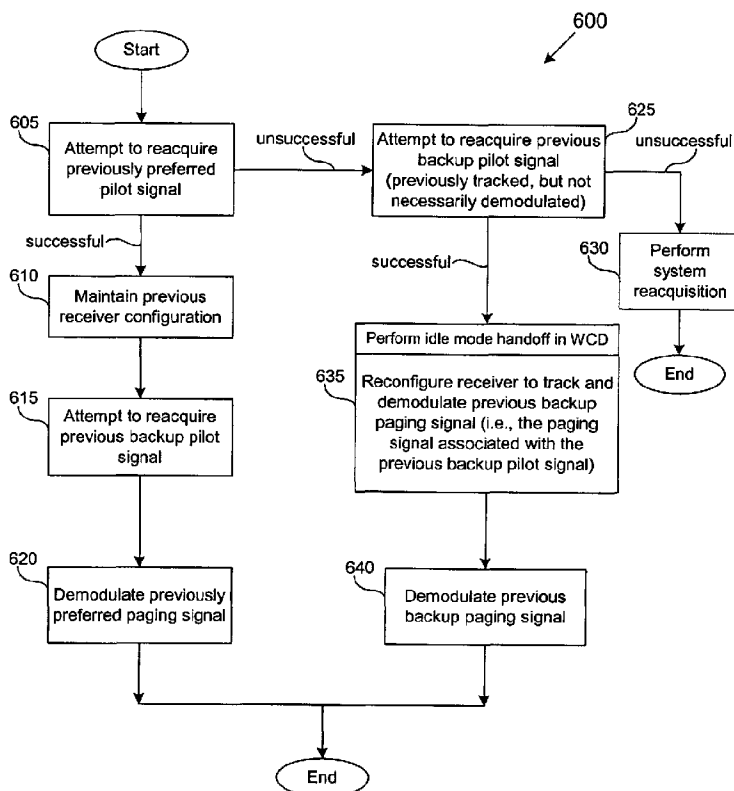 600
Start
605
Attempt to reacquire
previously preferred
pilot signal
unsuccessful
625
Attempt to reacquire previous
backup pilot signal
(previously tracked, but not
necessarily demodulated)
unsuccessful
successful
610
Maintain previous
receiver configuration
successful
630
Perform
system
reacquisition
End
615
Attempt to reacquire
previous backup pilot
signal
Perform idle mode handoff in WCD
635
Reconfigure receiver to track and
demodulate previous backup
paging signal (i.e., the paging
signal associated with the
previous backup pilot signal)
620
Demodulate previously
preferred paging signal
640
Demodulate previous
backup paging signal
End